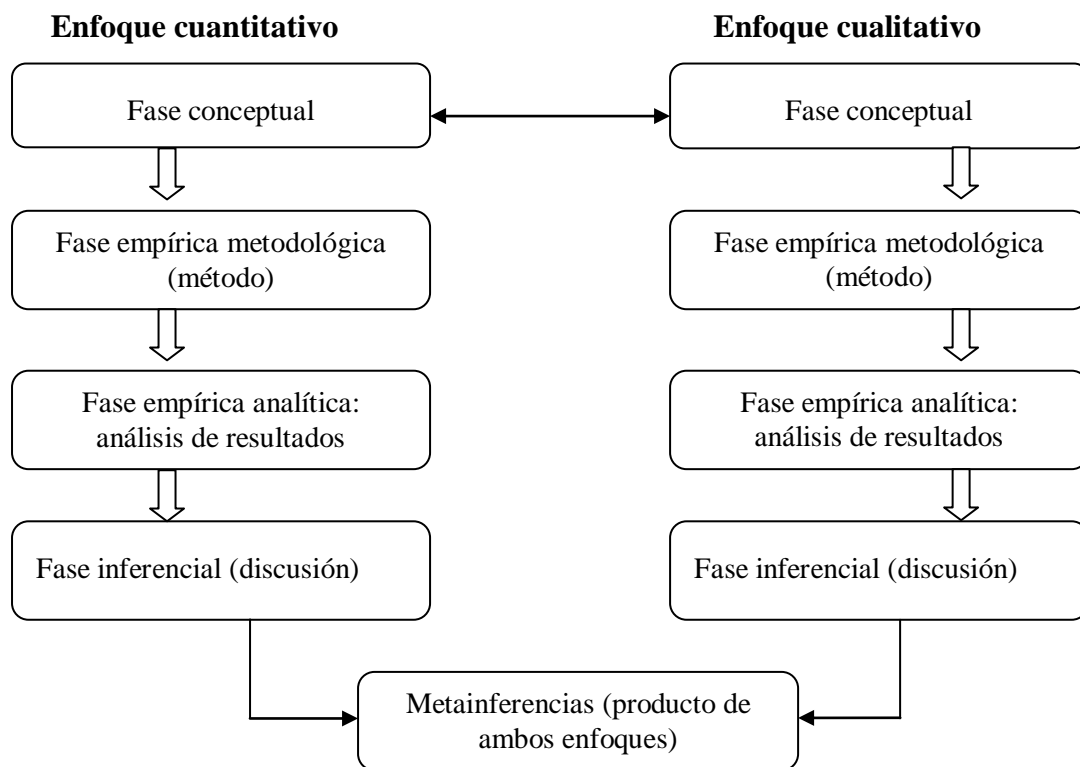 Enfoque cuantitativo
Enfoque cualitativo
Fase conceptual
Fase conceptual
Fase empírica metodológica
(método)
Fase empírica metodológica
(método)
Fase empírica analítica:
análisis de resultados
Fase empírica analítica:
análisis de resultados
Fase inferencial (discusión)
Fase inferencial (discusión)
Metainferencias (producto de
ambos enfoques)